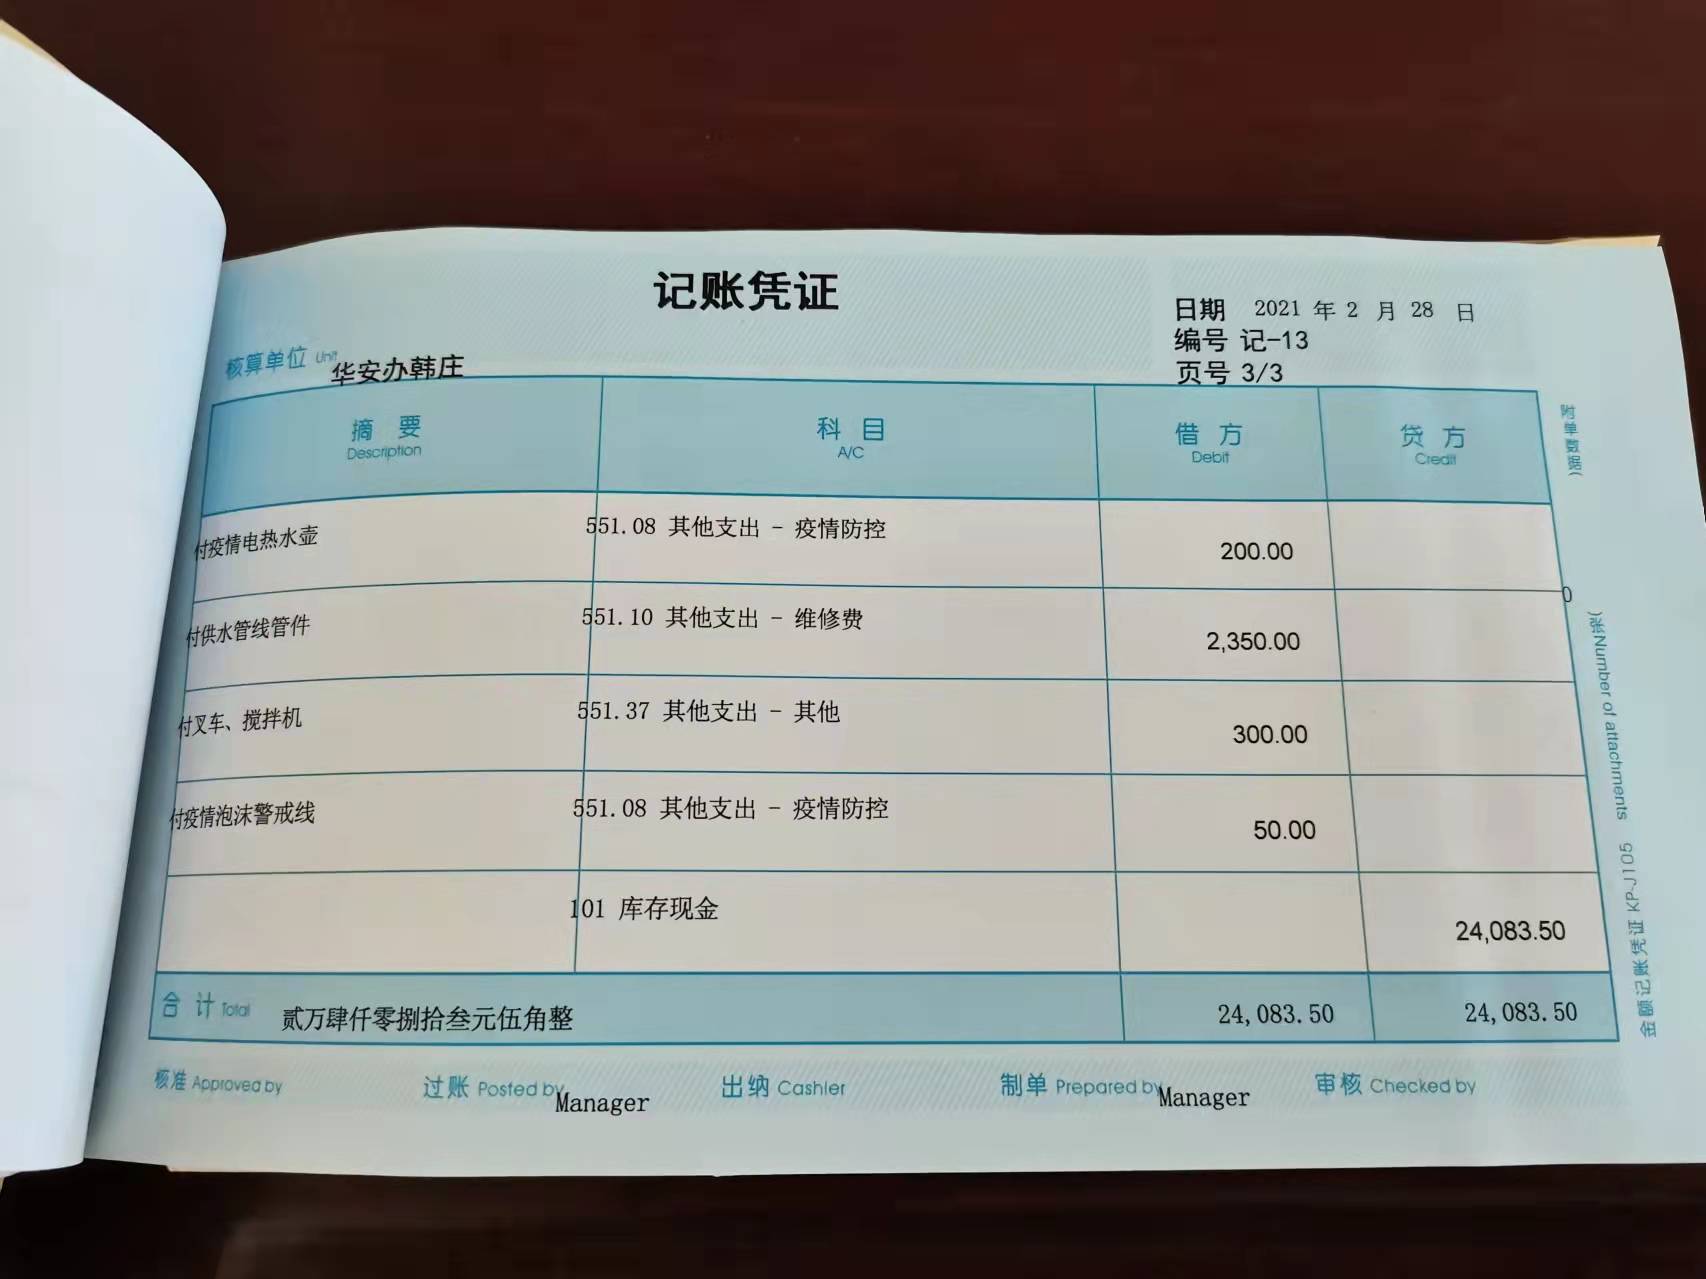 记账凭证
日期 2021 年 2 月 28 日
编号 记-13
页号 3/3
核算单位 Unit 华安办韩庄
摘 要 科 目 借 方 贷 方
Description A/C Debit Credit
付疫情电热水壶 551.08 其他支出 - 疫情防控 200.00
付供水管线管件 551.10 其他支出 - 维修费 2,350.00
付叉车、搅拌机 551.37 其他支出 - 其他 300.00
付疫情泡沫警戒线 551.08 其他支出 - 疫情防控 50.00
101 库存现金 24,083.50
合 计 Total 贰万肆仟零捌拾叁元伍角整 24,083.50 24,083.50
核准 Approved by 过账 Posted by Manager 出纳 Cashier 制单 Prepared by Manager 审核 Checked by
附单数据( 0 )张 Number of attachments
金额记账凭证 KP-J105